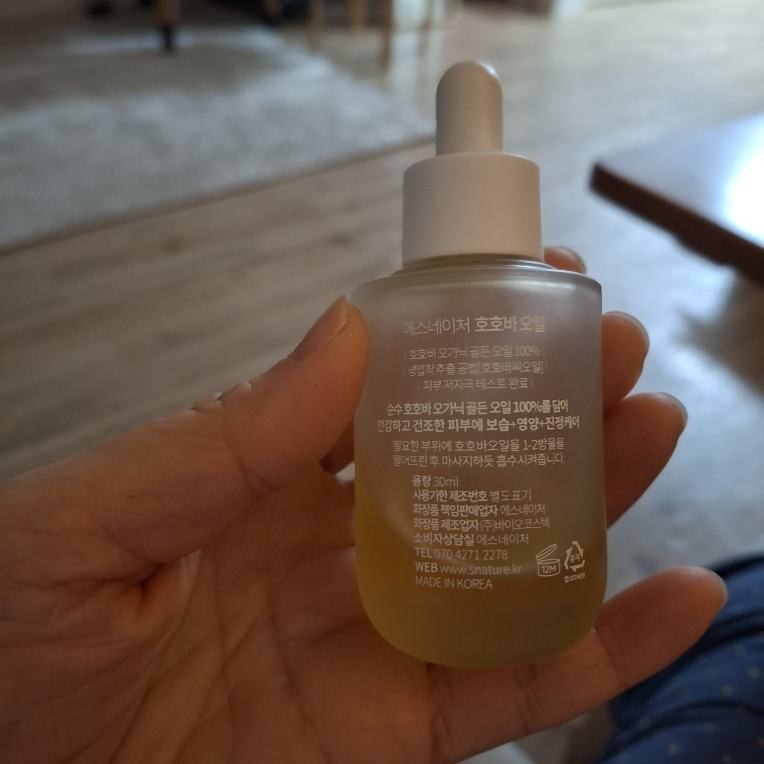 에스네이처 호호바 오일
| 호호바 오가닉 골든 오일 100% |
| 냉압착 추출 공법[호호바씨오일] |
| 피부 저자극 테스트 완료 |
순수 호호바 오가닉 골든 오일 100%를 담아
민감하고 건조한 피부에 보습+영양+진정케어
필요한 부위에 호호바오일을 1-2방울을
떨어뜨린 후 마사지하듯 흡수시켜줍니다.
용량 30ml
사용기한 제조번호 별도 표기
화장품 책임판매업자 에스네이처
화장품 제조업자 (주)바이오코스텍
소비자상담실 에스네이처
TEL 070 4271 2278
WEB www.snature.kr
MADE IN KOREA
12M
유리
캡:OTHER